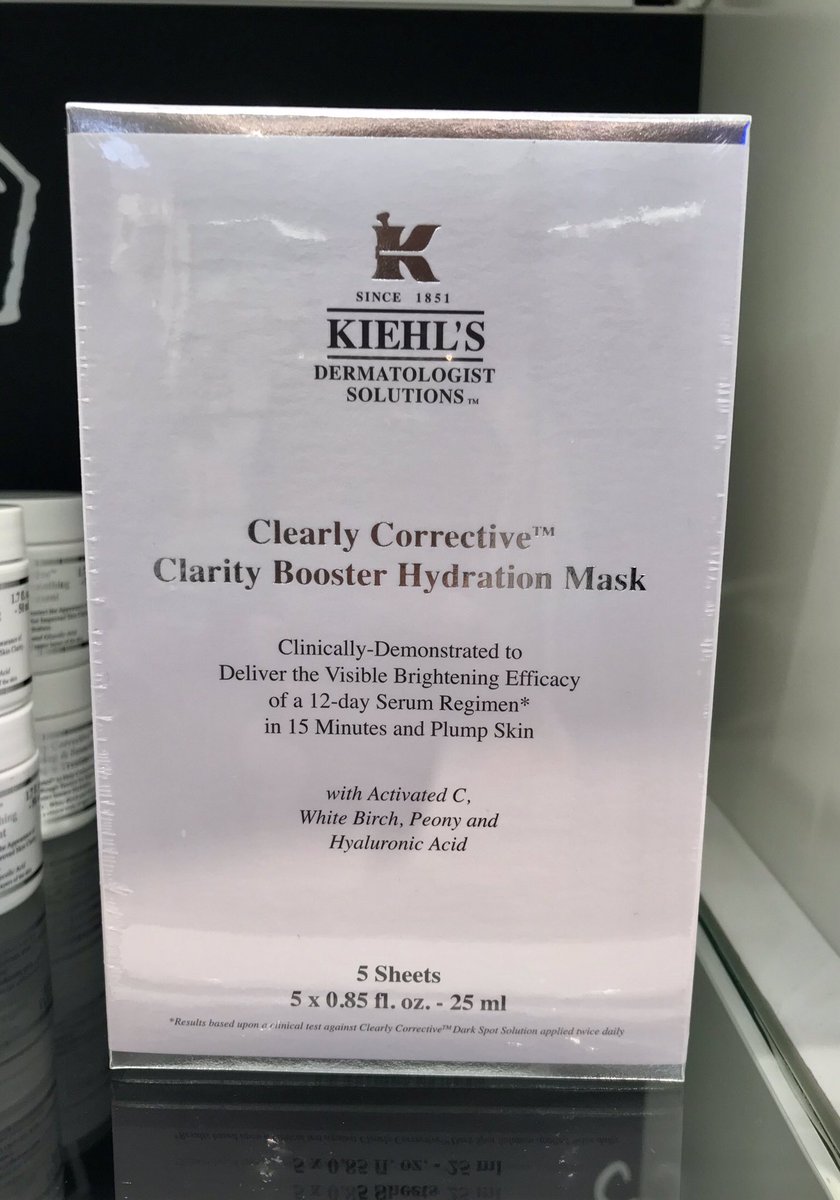 K
SINCE 1851
KIEHL'S
DERMATOLOGIST
SOLUTIONS™
Clearly Corrective™
Clarity Booster Hydration Mask
Clinically-Demonstrated to
Deliver the Visible Brightening Efficacy
of a 12-day Serum Regimen*
in 15 Minutes and Plump Skin
with Activated C,
White Birch, Peony and
Hyaluronic Acid
5 Sheets
5 x 0.85 fl. oz. - 25 ml
*Results based upon a clinical test against Clearly Corrective™ Dark Spot Solution applied twice daily